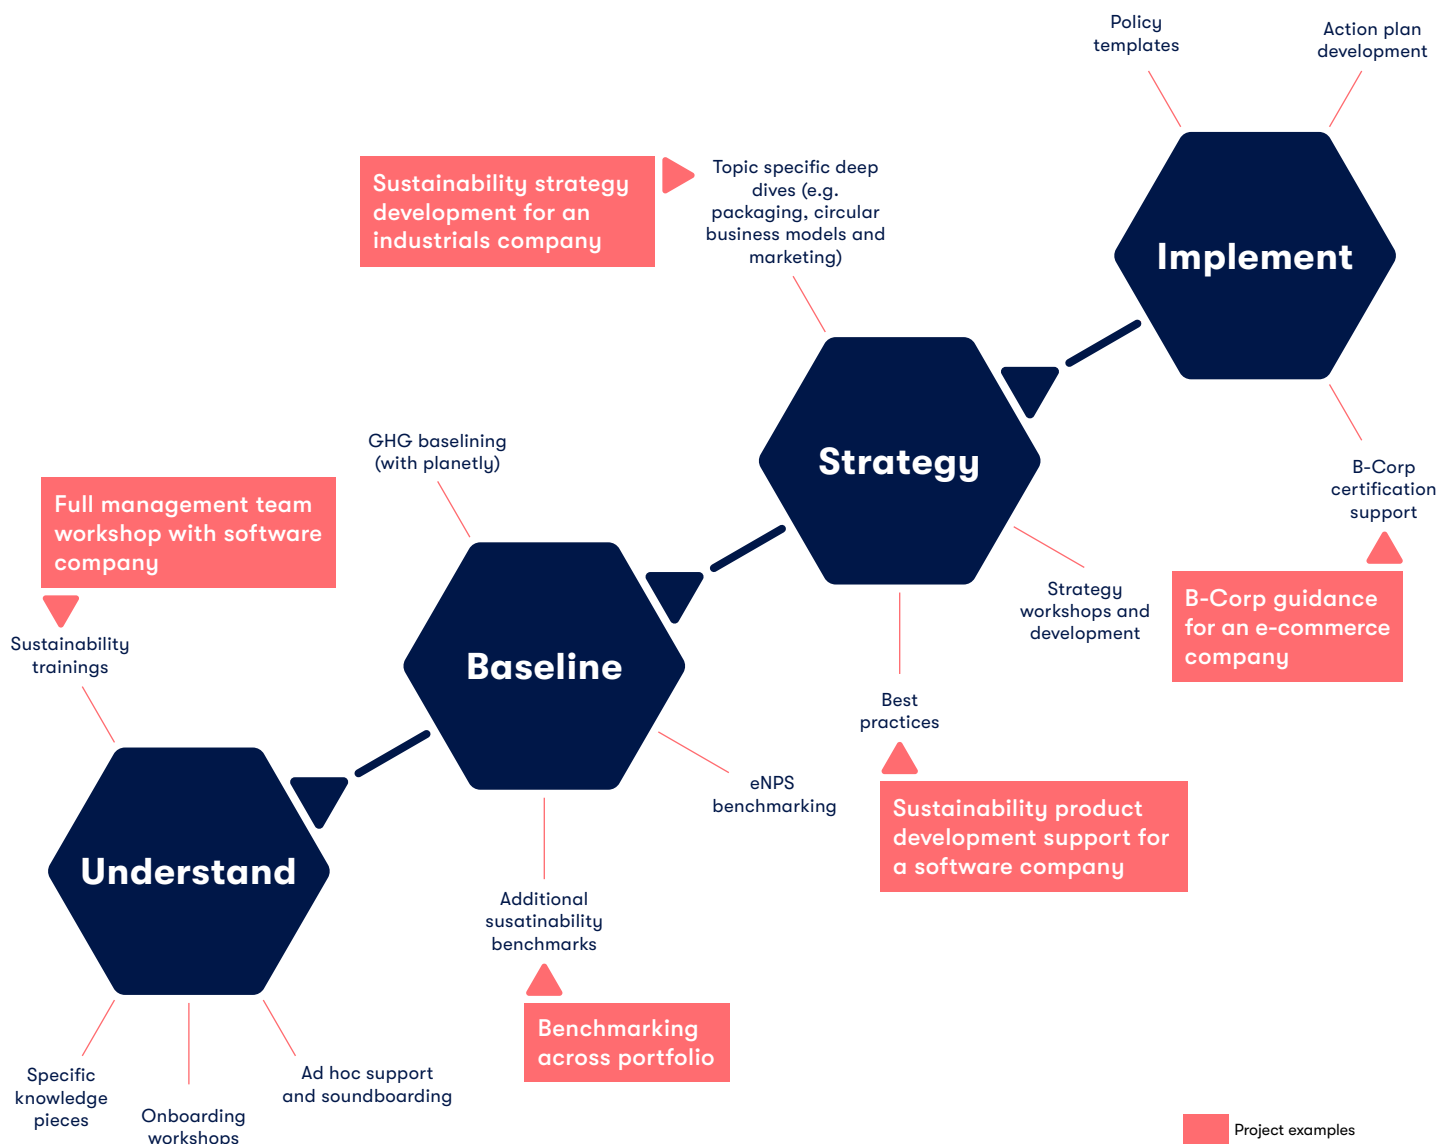 Policy
templates
Action plan
development
Implement
B-Corp
certification
support
B-Corp guidance
for an e-commerce
company
Sustainability strategy
development for an
industrials company
Topic specific deep
dives (e.g.
packaging, circular
business models and
marketing)
Strategy
Strategy
workshops and
development
Best
practices
Sustainability product
development support for
a software company
GHG baselining
(with planetly)
Baseline
eNPS
benchmarking
Additional
susatinability
benchmarks
Benchmarking
across portfolio
Full management team
workshop with software
company
Sustainability
trainings
Understand
Specific
knowledge
pieces
Onboarding
workshops
Ad hoc support
and soundboarding
Project examples